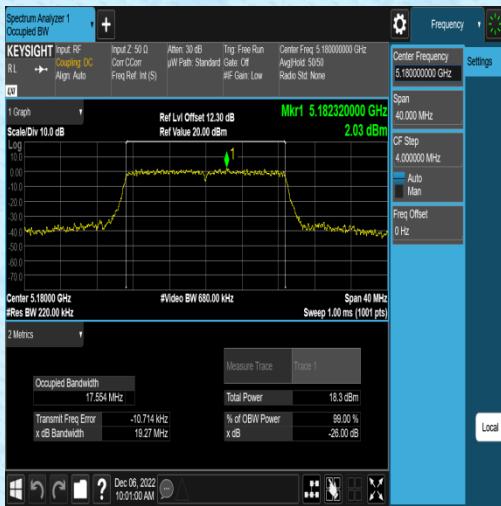 Spectrum Analyzer 1
Occupied BW
Frequency
KEYSIGHT
Input: RF
Input Z: 50 Ω
Atten: 30 dB
Trig: Free Run
Center Freq: 5.180000000 GHz
RL
Coupling: DC
Corr CCorr
µW Path: Standard
Gate: Off
Avg|Hold: 50/50
Align: Auto
Freq Ref: Int (S)
#IF Gain: Low
Radio Std: None
LXI
Center Frequency
5.180000000 GHz
Settings
Span
40.000 MHz
CF Step
4.000000 MHz
Auto
Man
Freq Offset
0 Hz
Local
1 Graph
Ref Lvl Offset 12.30 dB
Mkr1 5.182320000 GHz
Scale/Div 10.0 dB
Ref Value 20.00 dBm
2.03 dBm
Log
1
10.0
0.00
-10.0
-20.0
-30.0
-40.0
-50.0
-60.0
-70.0
Center 5.18000 GHz
#Video BW 680.00 kHz
Span 40 MHz
#Res BW 220.00 kHz
Sweep 1.00 ms (1001 pts)
2 Metrics
Measure Trace
Trace 1
Occupied Bandwidth
17.554 MHz
Total Power
18.3 dBm
Transmit Freq Error
-10.714 kHz
% of OBW Power
99.00 %
x dB Bandwidth
19.27 MHz
x dB
-26.00 dB
?
Dec 06, 2022
10:01:00 AM